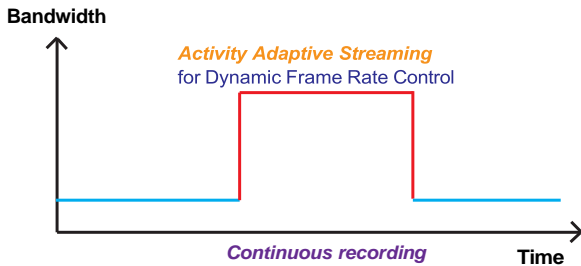 Bandwidth
Activity Adaptive Streaming
for Dynamic Frame Rate Control
Continuous recording
Time